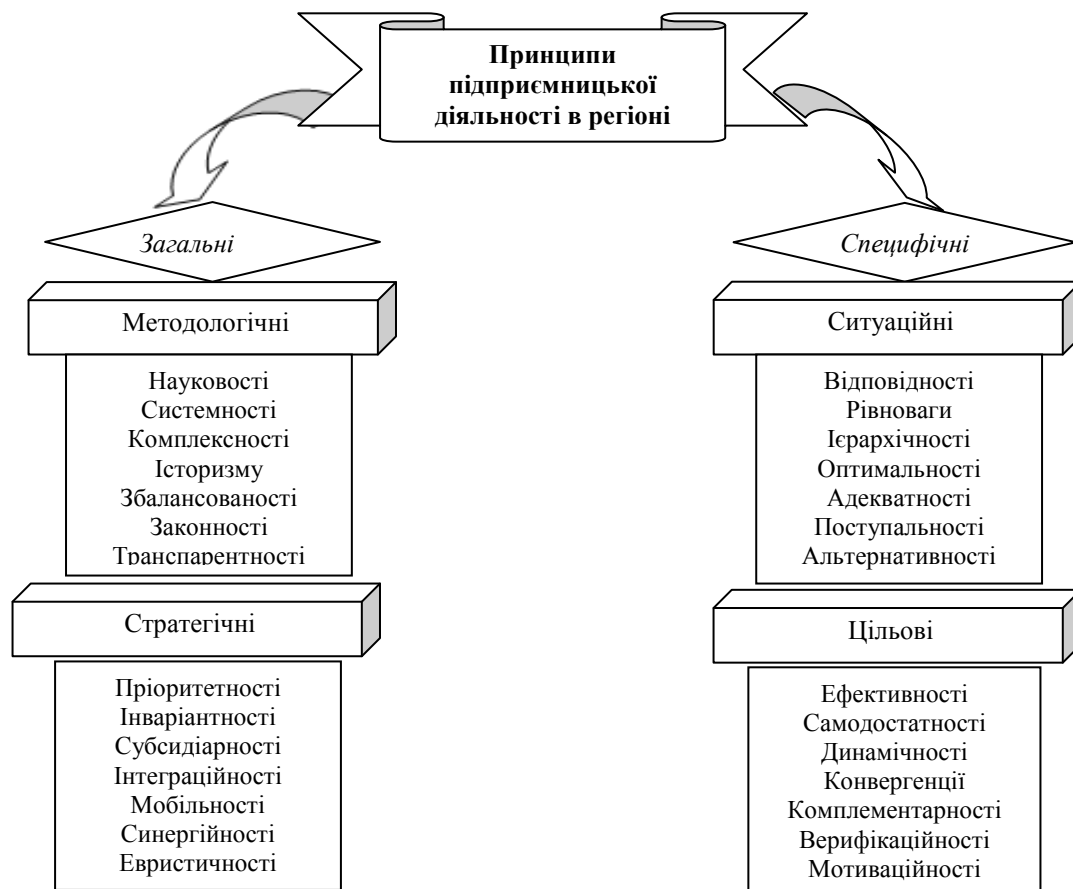 Принципи
підприємницької
діяльності в регіоні
Загальні
Методологічні
Науковості
Системності
Комплексності
Історизму
Збалансованості
Законності
Транспарентності
Стратегічні
Пріоритетності
Інваріантності
Субсидіарності
Інтеграційності
Мобільності
Синергійності
Евристичності
Специфічні
Ситуаційні
Відповідності
Рівноваги
Ієрархічності
Оптимальності
Адекватності
Поступальності
Альтернативності
Цільові
Ефективності
Самодостатності
Динамічності
Конвергенції
Комплементарності
Верифікаційності
Мотиваційності